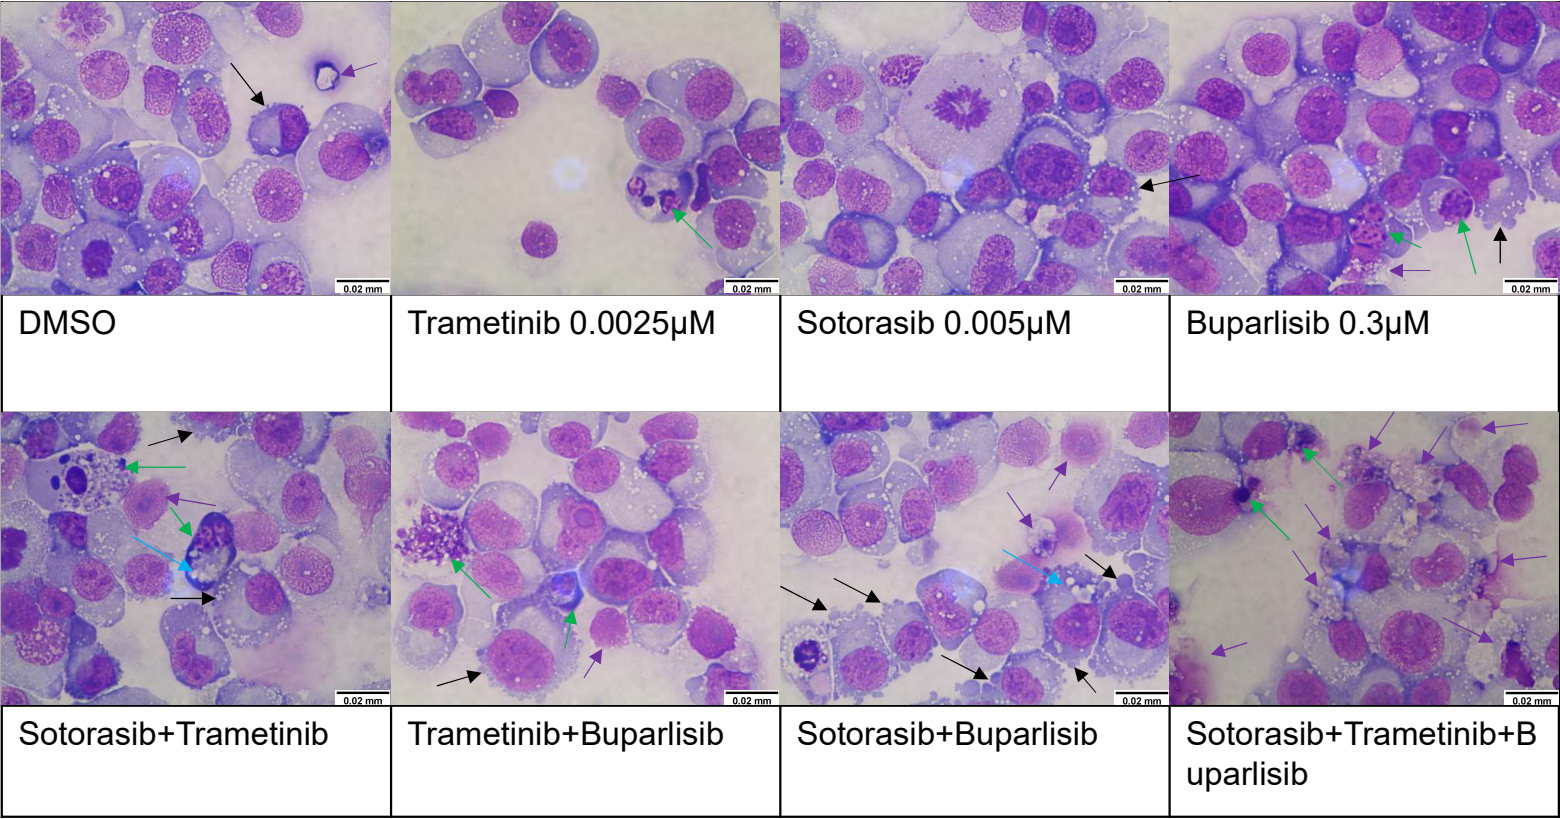 0.02 mm
0.02 mm
0.02 mm
0.02 mm
DMSO
Trametinib 0.0025µM
Sotorasib 0.005µM
Buparlisib 0.3µM
0.02 mm
0.02 mm
0.02 mm
0.02 mm
Sotorasib+Trametinib
Trametinib+Buparlisib
Sotorasib+Buparlisib
Sotorasib+Trametinib+B
uparlisib